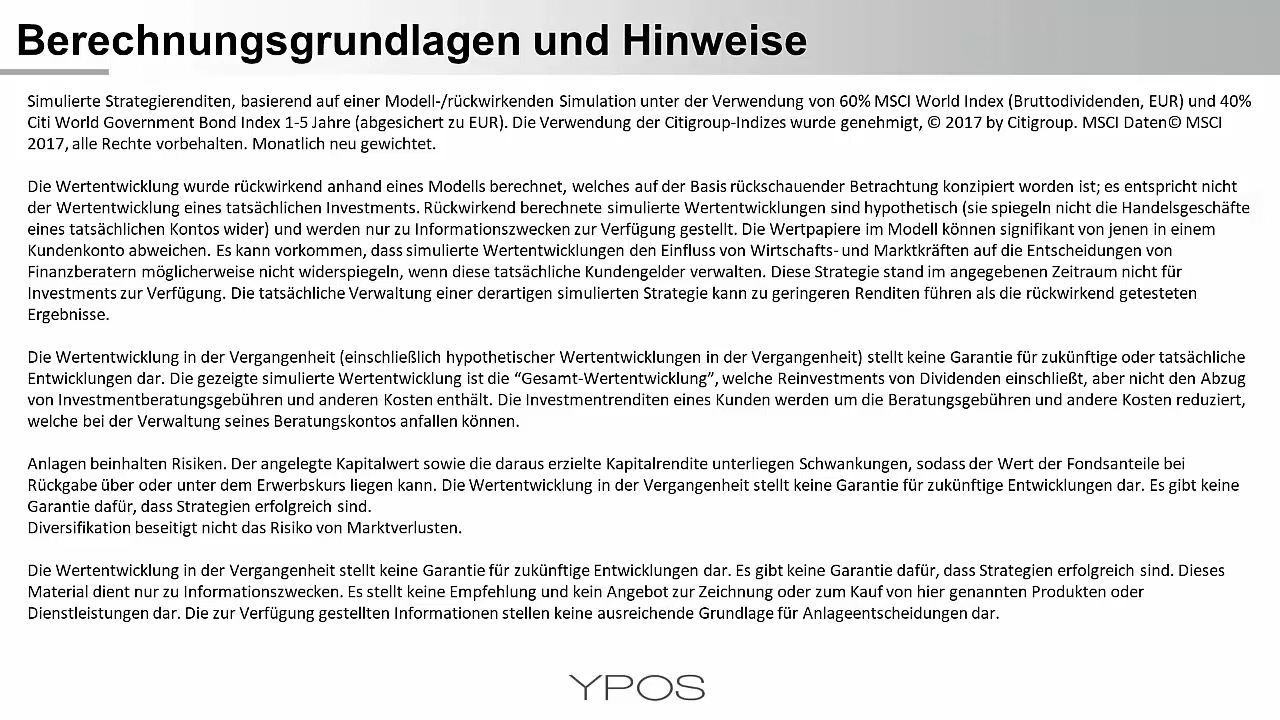 Berechnungsgrundlagen und Hinweise
Simulierte Strategierenditen, basierend auf einer Modell-/rückwirkenden Simulation unter der Verwendung von 60% MSCI World Index (Bruttodividenden, EUR) und 40%
Citi World Government Bond Index 1-5 Jahre (abgesichert zu EUR). Die Verwendung der Citigroup-Indizes wurde genehmigt, © 2017 by Citigroup. MSCI Daten© MSCI
2017, alle Rechte vorbehalten. Monatlich neu gewichtet.
Die Wertentwicklung wurde rückwirkend anhand eines Modells berechnet, welches auf der Basis rückschauender Betrachtung konzipiert worden ist; es entspricht nicht
der Wertentwicklung eines tatsächlichen Investments. Rückwirkend berechnete simulierte Wertentwicklungen sind hypothetisch (sie spiegeln nicht die Handelsgeschäfte
eines tatsächlichen Kontos wider) und werden nur zu Informationszwecken zur Verfügung gestellt. Die Wertpapiere im Modell können signifikant von jenen in einem
Kundenkonto abweichen. Es kann vorkommen, dass simulierte Wertentwicklungen den Einfluss von Wirtschafts- und Marktkräften auf die Entscheidungen von
Finanzberatern möglicherweise nicht widerspiegeln, wenn diese tatsächliche Kundengelder verwalten. Diese Strategie stand im angegebenen Zeitraum nicht für
Investments zur Verfügung. Die tatsächliche Verwaltung einer derartigen simulierten Strategie kann zu geringeren Renditen führen als die rückwirkend getesteten
Ergebnisse.
Die Wertentwicklung in der Vergangenheit (einschließlich hypothetischer Wertentwicklungen in der Vergangenheit) stellt keine Garantie für zukünftige oder tatsächliche
Entwicklungen dar. Die gezeigte simulierte Wertentwicklung ist die “Gesamt-Wertentwicklung”, welche Reinvestments von Dividenden einschließt, aber nicht den Abzug
von Investmentberatungsgebühren und anderen Kosten enthält. Die Investmentrenditen eines Kunden werden um die Beratungsgebühren und andere Kosten reduziert,
welche bei der Verwaltung seines Beratungskontos anfallen können.
Anlagen beinhalten Risiken. Der angelegte Kapitalwert sowie die daraus erzielte Kapitalrendite unterliegen Schwankungen, sodass der Wert der Fondsanteile bei
Rückgabe über oder unter dem Erwerbskurs liegen kann. Die Wertentwicklung in der Vergangenheit stellt keine Garantie für zukünftige Entwicklungen dar. Es gibt keine
Garantie dafür, dass Strategien erfolgreich sind.
Diversifikation beseitigt nicht das Risiko von Marktverlusten.
Die Wertentwicklung in der Vergangenheit stellt keine Garantie für zukünftige Entwicklungen dar. Es gibt keine Garantie dafür, dass Strategien erfolgreich sind. Dieses
Material dient nur zu Informationszwecken. Es stellt keine Empfehlung und kein Angebot zur Zeichnung oder zum Kauf von hier genannten Produkten oder
Dienstleistungen dar. Die zur Verfügung gestellten Informationen stellen keine ausreichende Grundlage für Anlageentscheidungen dar.
YPOS